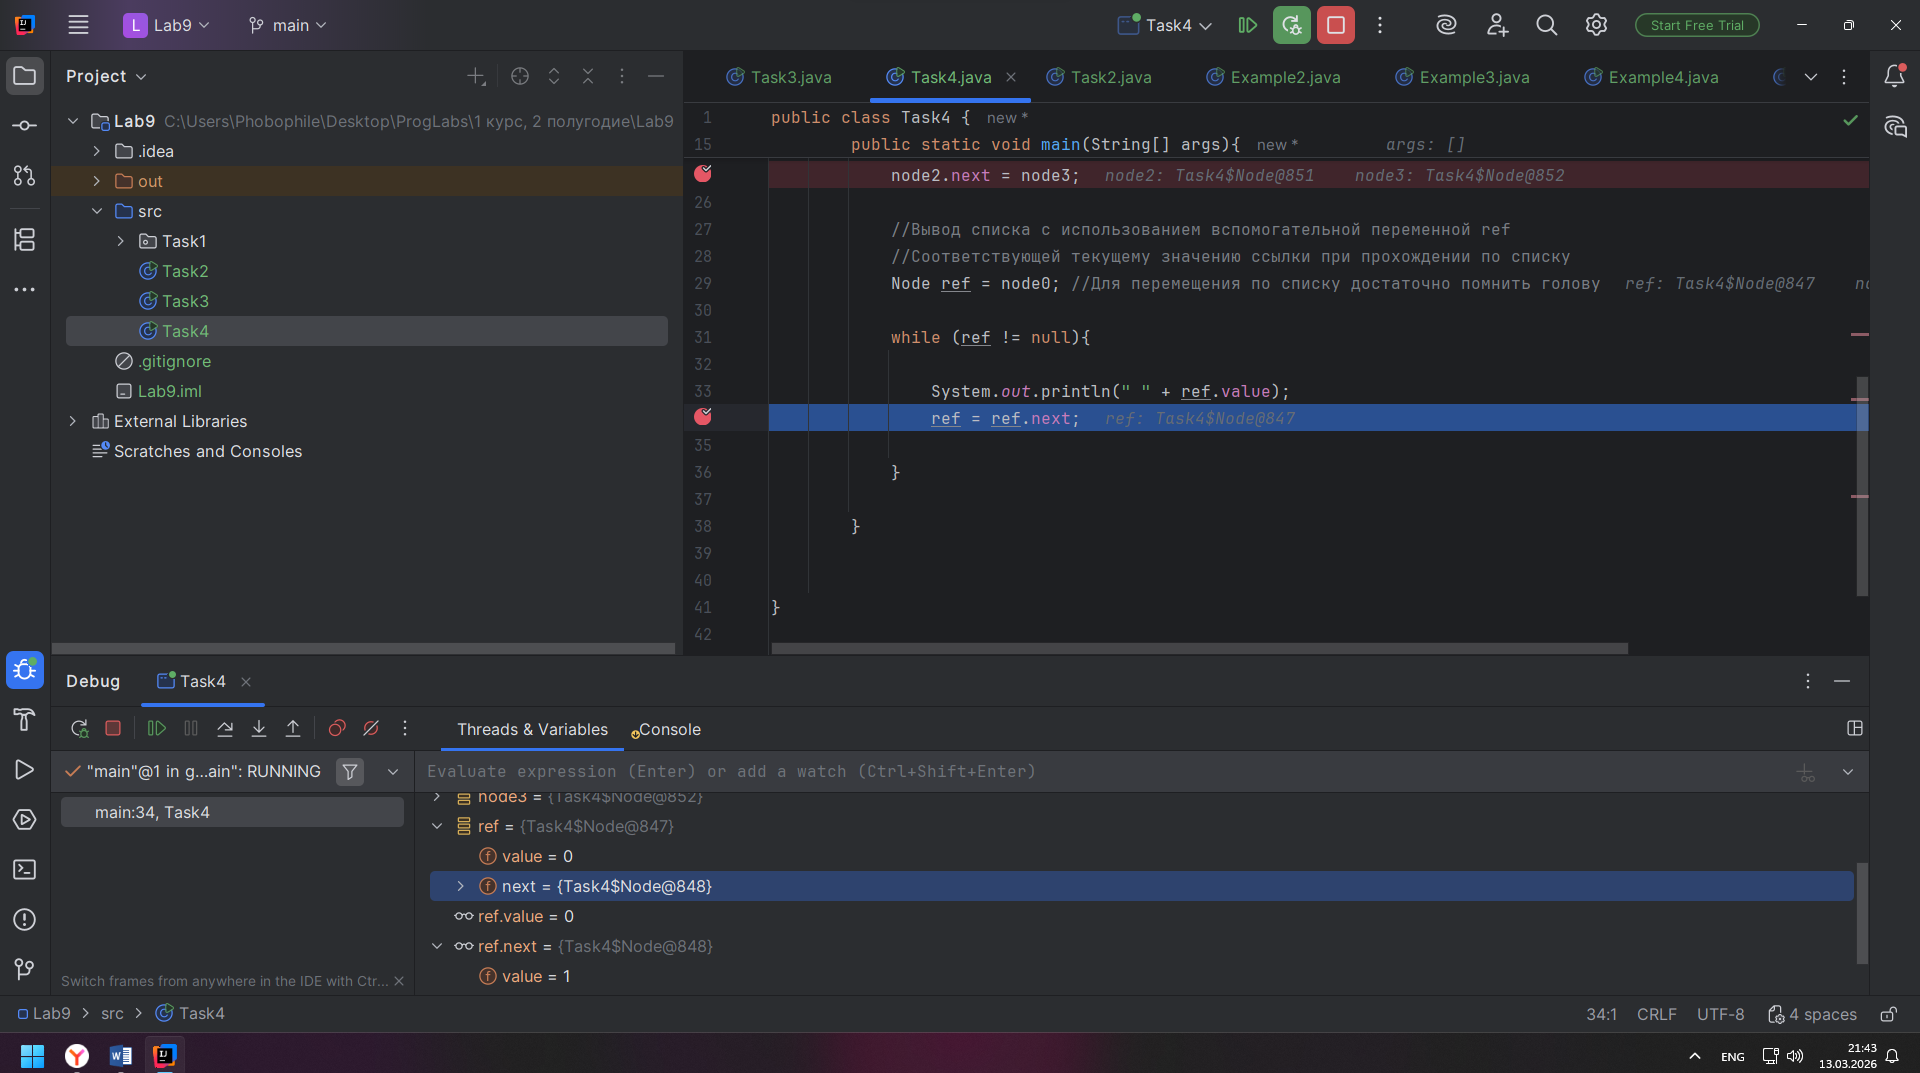 L Lab9 main Task4 Start Free Trial
Project
Lab9 C:\Users\Phobophile\Desktop\ProgLabs\1 курс, 2 полугодие\Lab9
.idea
out
src
Task1
Task2
Task3
Task4
.gitignore
Lab9.iml
External Libraries
Scratches and Consoles
Task3.java Task4.java Task2.java Example2.java Example3.java Example4.java
1 public class Task4 { new *
15 public static void main(String[] args){ new * args: []
node2.next = node3; node2: Task4$Node@851 node3: Task4$Node@852
26
27 //Вывод списка с использованием вспомогательной переменной ref
28 //Соответствующей текущему значению ссылки при прохождении по списку
29 Node ref = node0; //Для перемещения по списку достаточно помнить голову ref: Task4$Node@847
30
31 while (ref != null){
32
33 System.out.println(" " + ref.value);
ref = ref.next; ref: Task4$Node@847
35
36 }
37
38 }
39
40
41 }
42
Debug Task4
Threads & Variables Console
"main"@1 in g...ain": RUNNING
main:34, Task4
Switch frames from anywhere in the IDE with Ctr...
Evaluate expression (Enter) or add a watch (Ctrl+Shift+Enter)
node3 = {Task4$Node@852}
ref = {Task4$Node@847}
f value = 0
f next = {Task4$Node@848}
ref.value = 0
ref.next = {Task4$Node@848}
f value = 1
Lab9 src Task4 34:1 CRLF UTF-8 4 spaces
ENG 21:43
13.03.2026